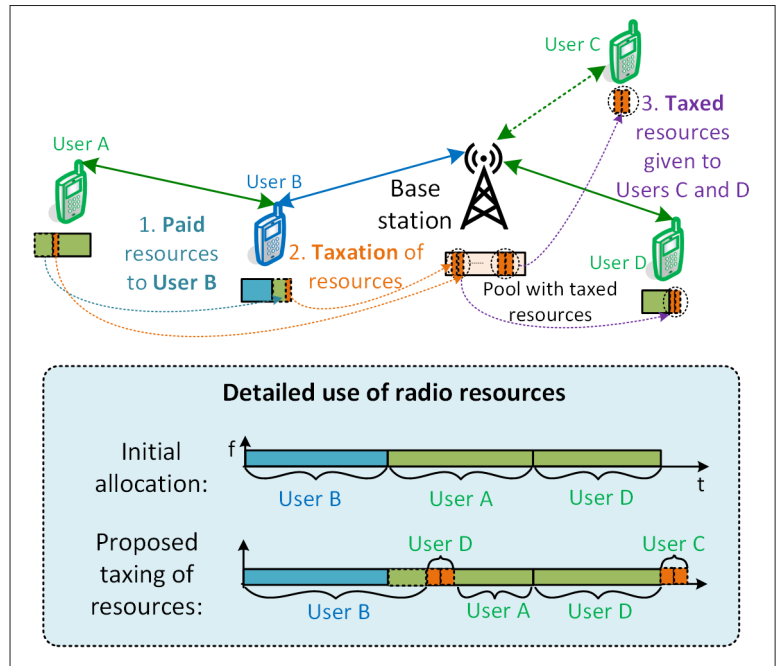 User C
3. Taxed
resources
given to
Users C and D
User A
User B
Base
station
1. Paid
resources
to User B
2. Taxation of
resources
User D
Pool with taxed
resources
Detailed use of radio resources
Initial
allocation:
f
t
User B
User A
User D
Proposed
taxing of
resources:
User D
User C
User B
User A
User D